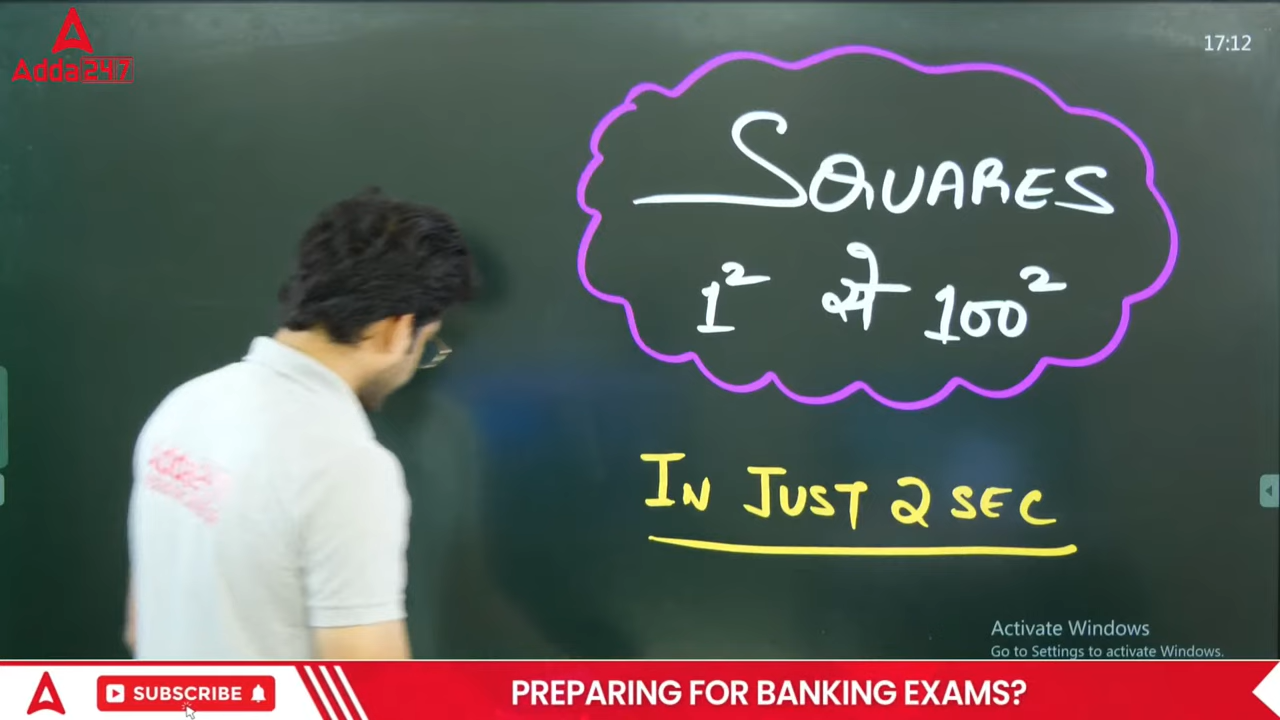 Adda247
17:12
SQUARES
1² से 100²
IN JUST 2 SEC
Activate Windows
Go to Settings to activate Windows.
SUBSCRIBE
PREPARING FOR BANKING EXAMS?